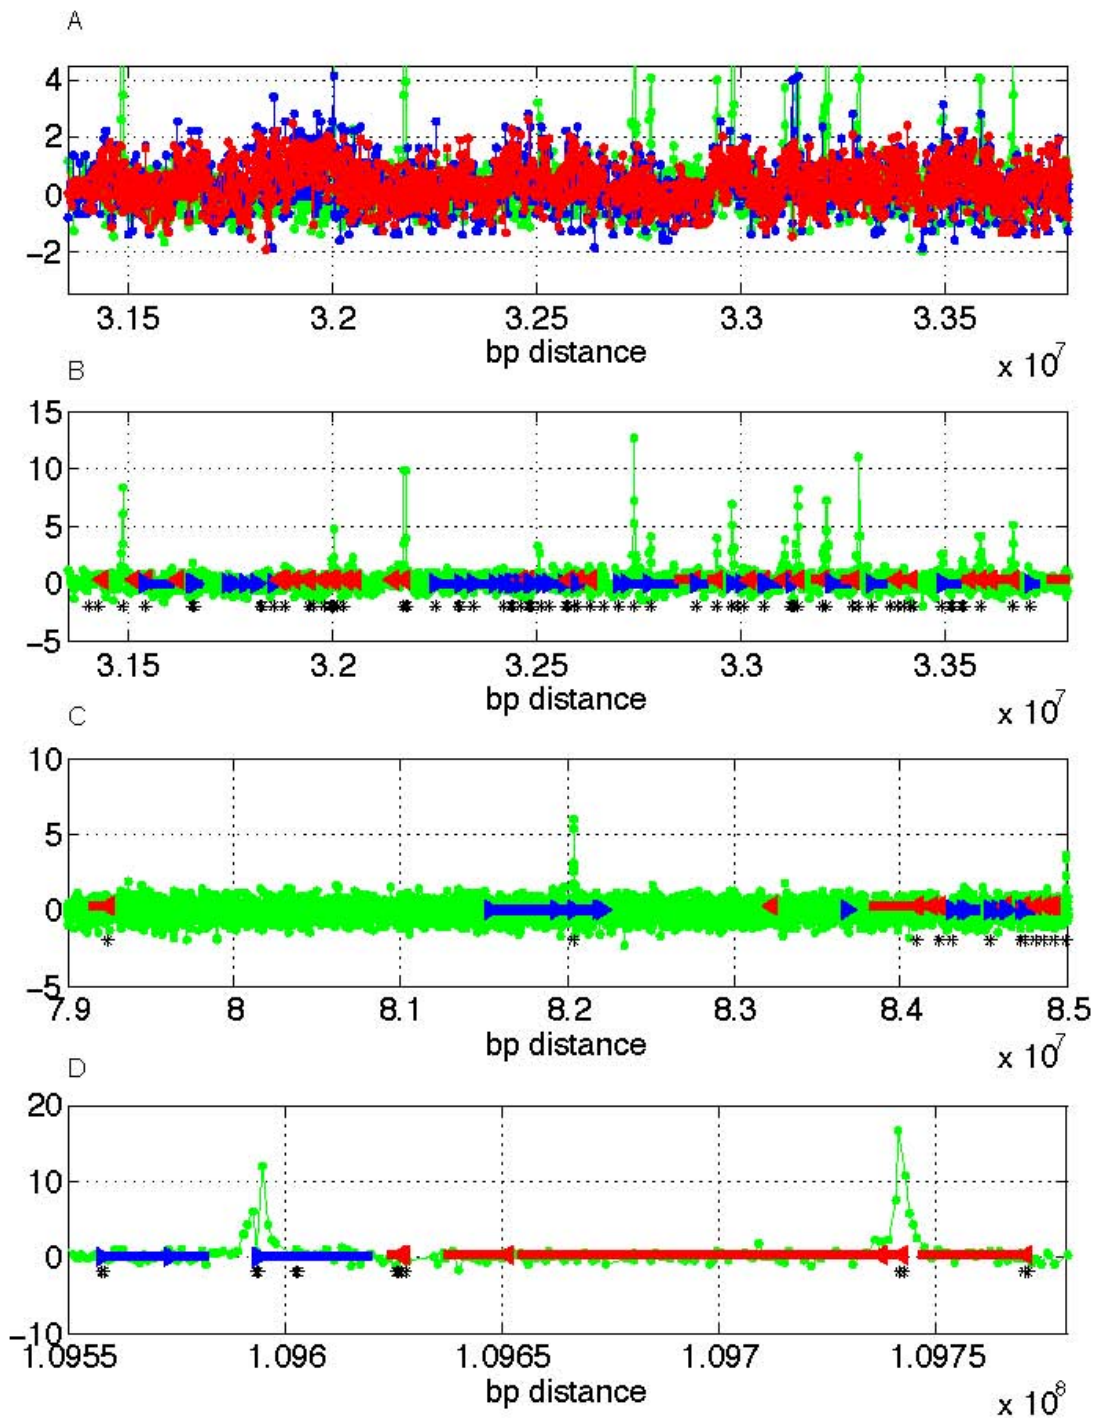 A
4
2
0
−2
3.15 3.2 3.25 3.3 3.35
bp distance
x 10^7
B
15
10
5
0
−5
3.15 3.2 3.25 3.3 3.35
bp distance
x 10^7
C
10
5
0
−5
7.9 8 8.1 8.2 8.3 8.4 8.5
bp distance
x 10^7
D
20
10
0
−10
1.0955 1.096 1.0965 1.097 1.0975
bp distance
x 10^8